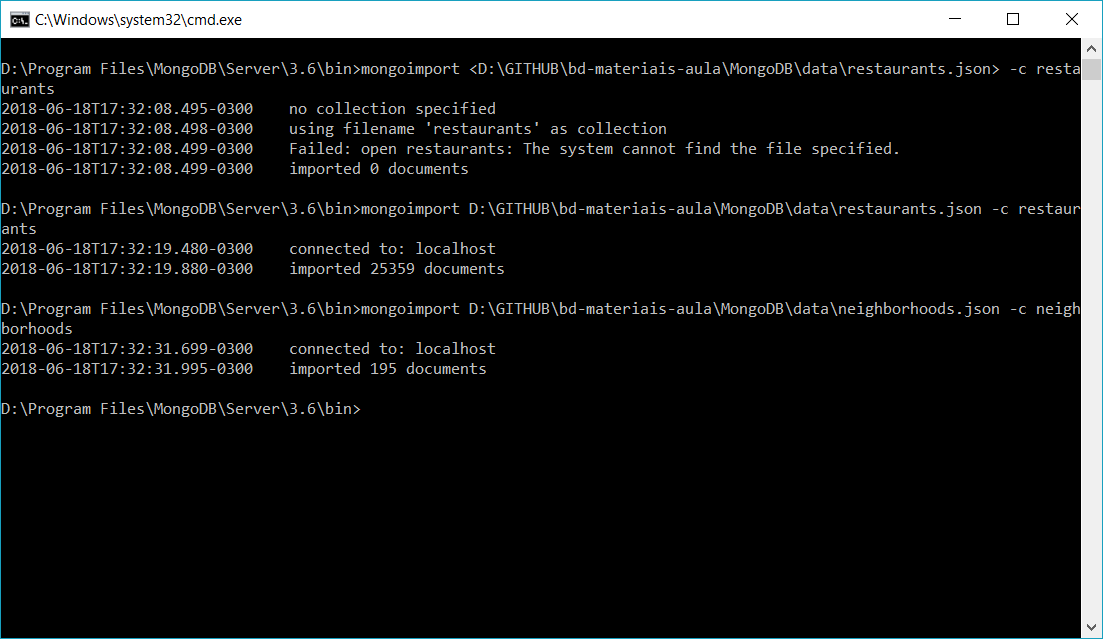 C:\Windows\system32\cmd.exe
D:\Program Files\MongoDB\Server\3.6\bin>mongoimport <D:\GITHUB\bd-materiais-aula\MongoDB\data\restaurants.json> -c resta
urants
2018-06-18T17:32:08.495-0300    no collection specified
2018-06-18T17:32:08.498-0300    using filename 'restaurants' as collection
2018-06-18T17:32:08.499-0300    Failed: open restaurants: The system cannot find the file specified.
2018-06-18T17:32:08.499-0300    imported 0 documents
D:\Program Files\MongoDB\Server\3.6\bin>mongoimport D:\GITHUB\bd-materiais-aula\MongoDB\data\restaurants.json -c restaur
ants
2018-06-18T17:32:19.480-0300    connected to: localhost
2018-06-18T17:32:19.880-0300    imported 25359 documents
D:\Program Files\MongoDB\Server\3.6\bin>mongoimport D:\GITHUB\bd-materiais-aula\MongoDB\data\neighborhoods.json -c neigh
borhoods
2018-06-18T17:32:31.699-0300    connected to: localhost
2018-06-18T17:32:31.995-0300    imported 195 documents
D:\Program Files\MongoDB\Server\3.6\bin>